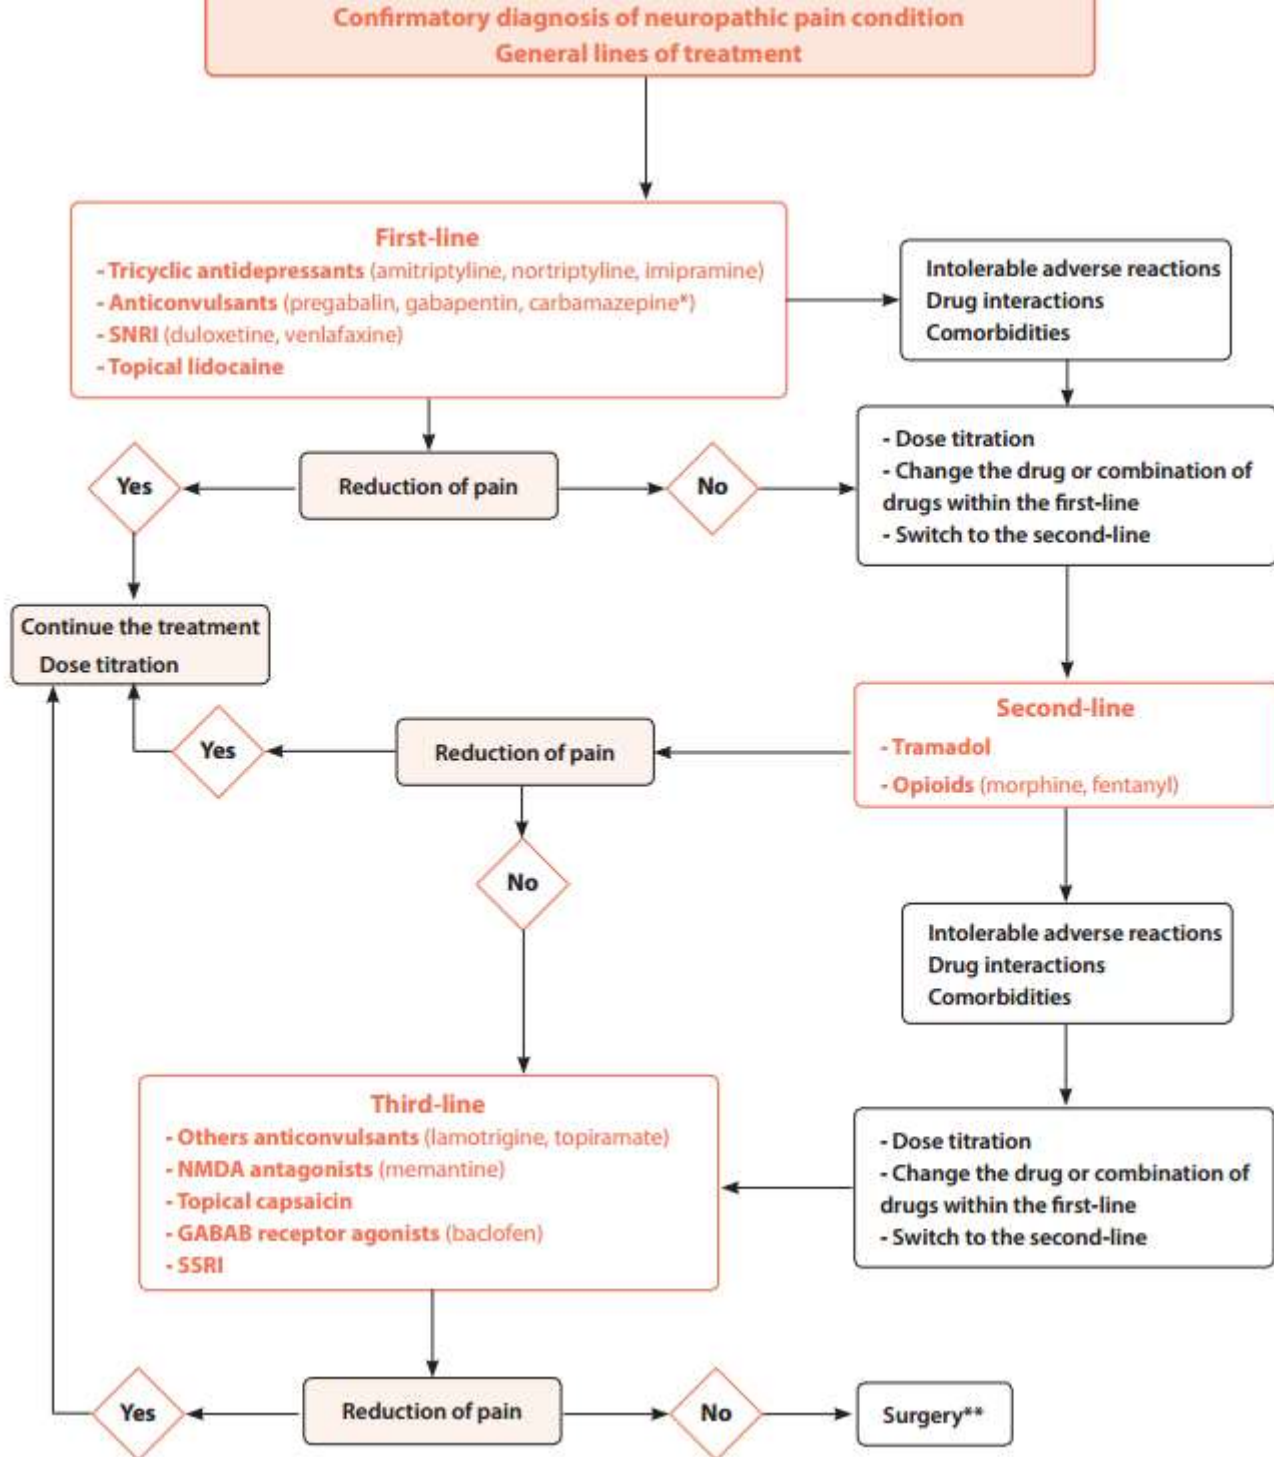 Confirmatory diagnosis of neuropathic pain condition
General lines of treatment
First-line
- Tricyclic antidepressants (amitriptyline, nortriptyline, imipramine)
- Anticonvulsants (pregabalin, gabapentin, carbamazepine*)
- SNRI (duloxetine, venlafaxine)
- Topical lidocaine
Intolerable adverse reactions
Drug interactions
Comorbidities
Yes
Reduction of pain
No
- Dose titration
- Change the drug or combination of
drugs within the first-line
- Switch to the second-line
Continue the treatment
Dose titration
Yes
Reduction of pain
Second-line
- Tramadol
- Opioids (morphine, fentanyl)
No
Intolerable adverse reactions
Drug interactions
Comorbidities
Third-line
- Others anticonvulsants (lamotrigine, topiramate)
- NMDA antagonists (memantine)
- Topical capsaicin
- GABAB receptor agonists (baclofen)
- SSRI
- Dose titration
- Change the drug or combination of
drugs within the first-line
- Switch to the second-line
Yes
Reduction of pain
No
Surgery**